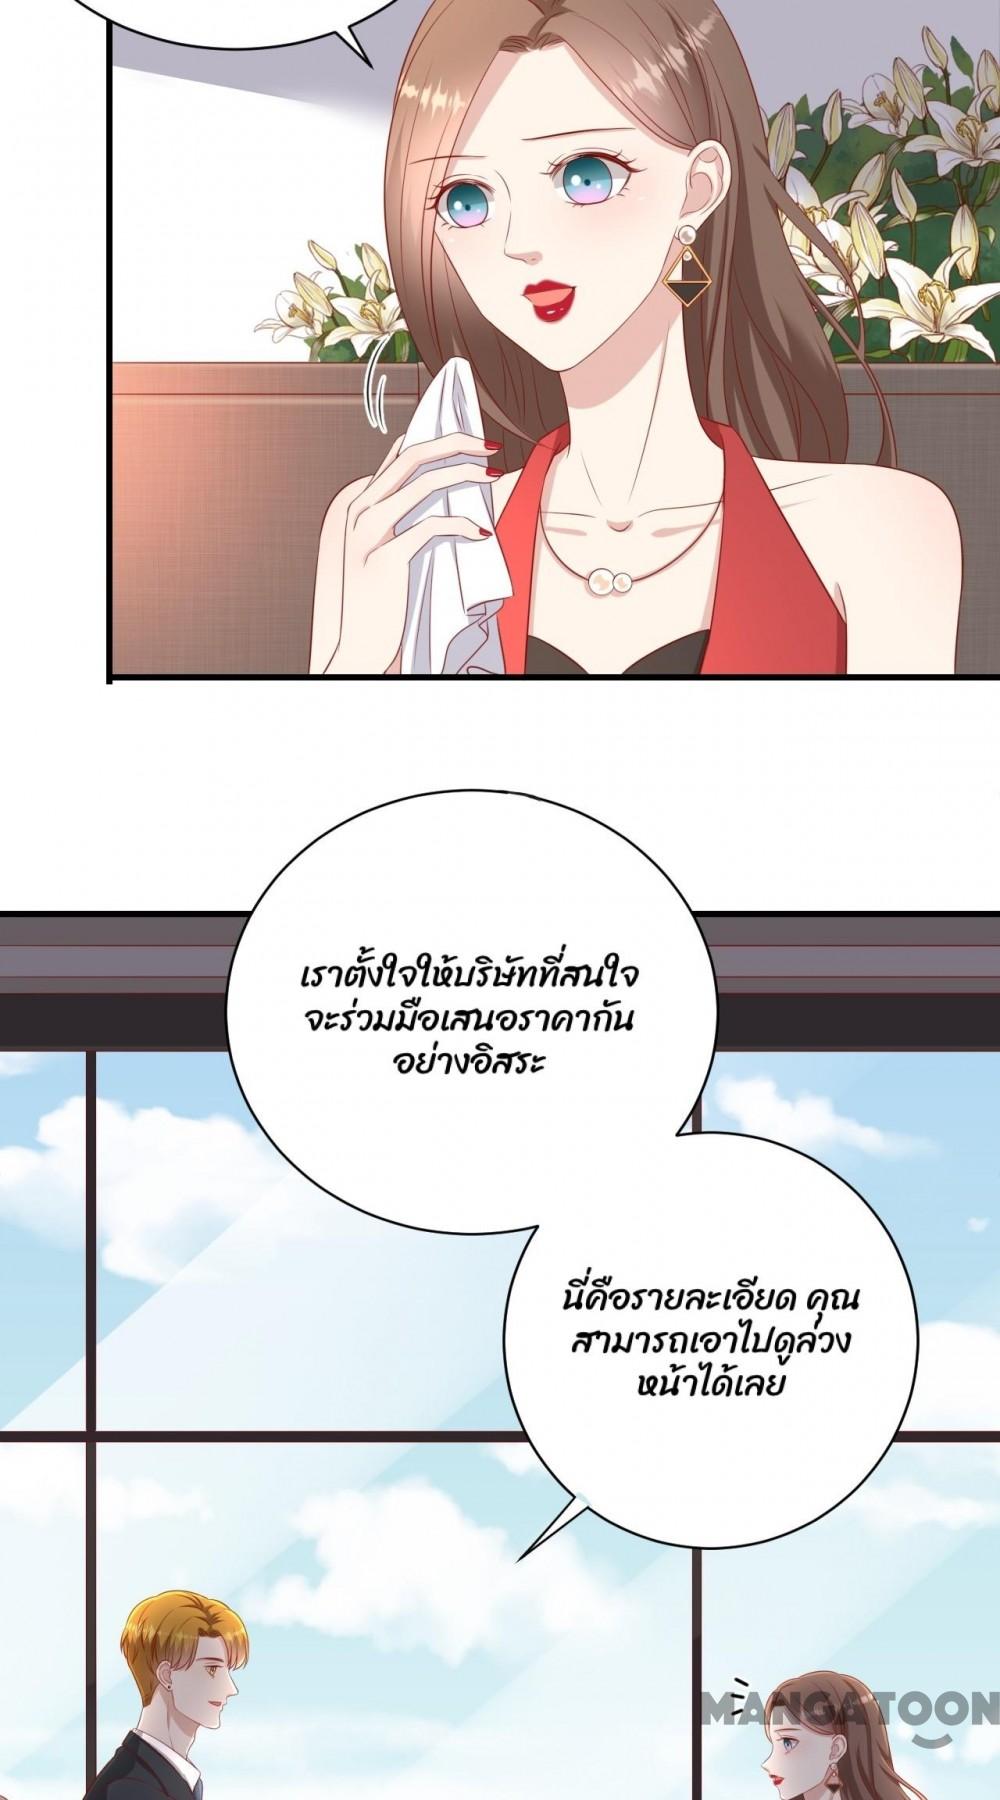 เราตั้งใจให้บริษัทที่สนใจ
จะร่วมมือเสนอราคากัน
อย่างอิสระ
นี่คือรายละเอียด คุณ
สามารถเอาไปดูล่วง
หน้าได้เลย
MANGATOON